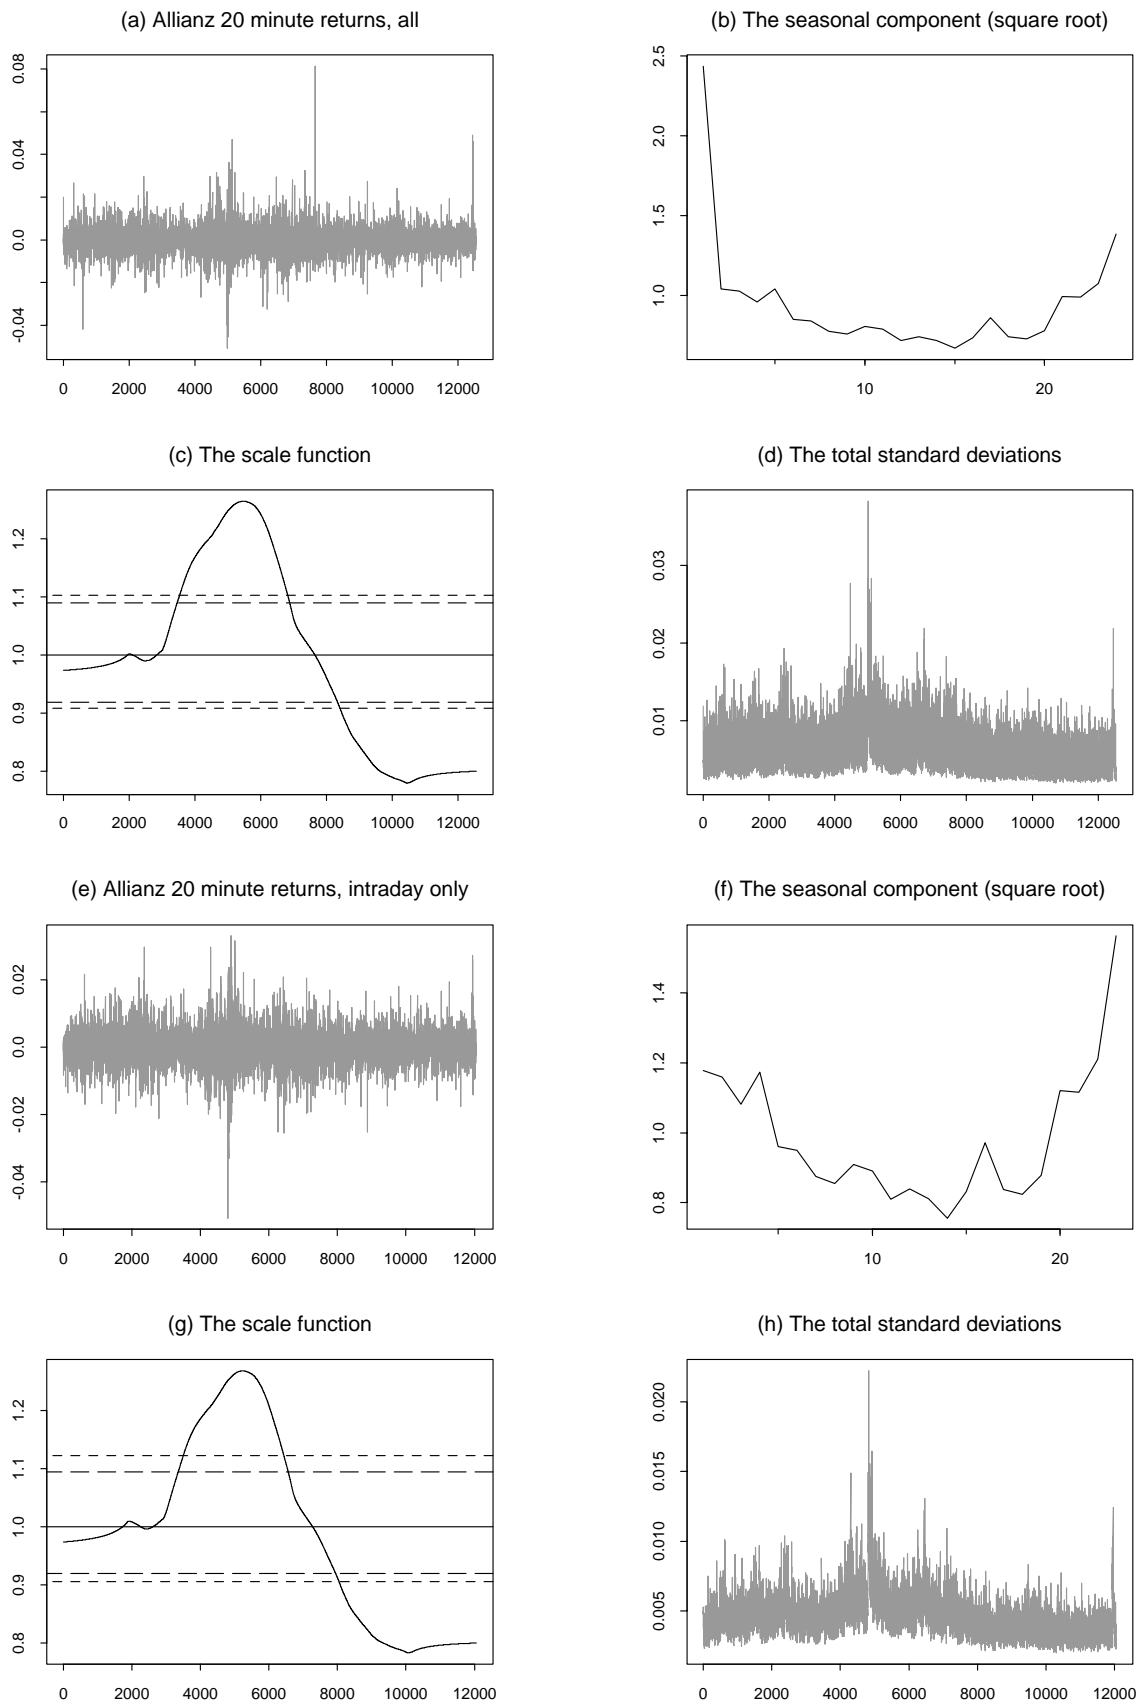 (a) Allianz 20 minute returns, all
0.08
0.04
0.0
-0.04
0 2000 4000 6000 8000 10000 12000
(b) The seasonal component (square root)
2.5
2.0
1.5
1.0
10 20
(c) The scale function
1.2
1.1
1.0
0.9
0.8
0 2000 4000 6000 8000 10000 12000
(d) The total standard deviations
0.03
0.02
0.01
0 2000 4000 6000 8000 10000 12000
(e) Allianz 20 minute returns, intraday only
0.02
0.0
-0.02
-0.04
0 2000 4000 6000 8000 10000 12000
(f) The seasonal component (square root)
1.4
1.2
1.0
0.8
10 20
(g) The scale function
1.2
1.1
1.0
0.9
0.8
0 2000 4000 6000 8000 10000 12000
(h) The total standard deviations
0.020
0.015
0.010
0.005
0 2000 4000 6000 8000 10000 12000